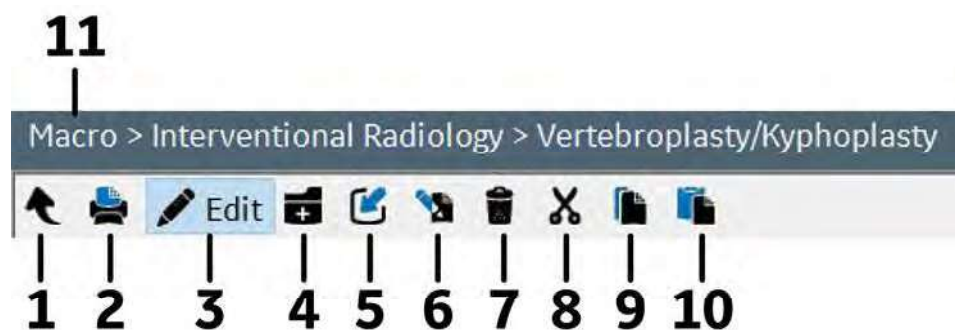 11
Macro > Interventional Radiology > Vertebroplasty/Kyphoplasty
Edit
1 2 3 4 5 6 7 8 9 10